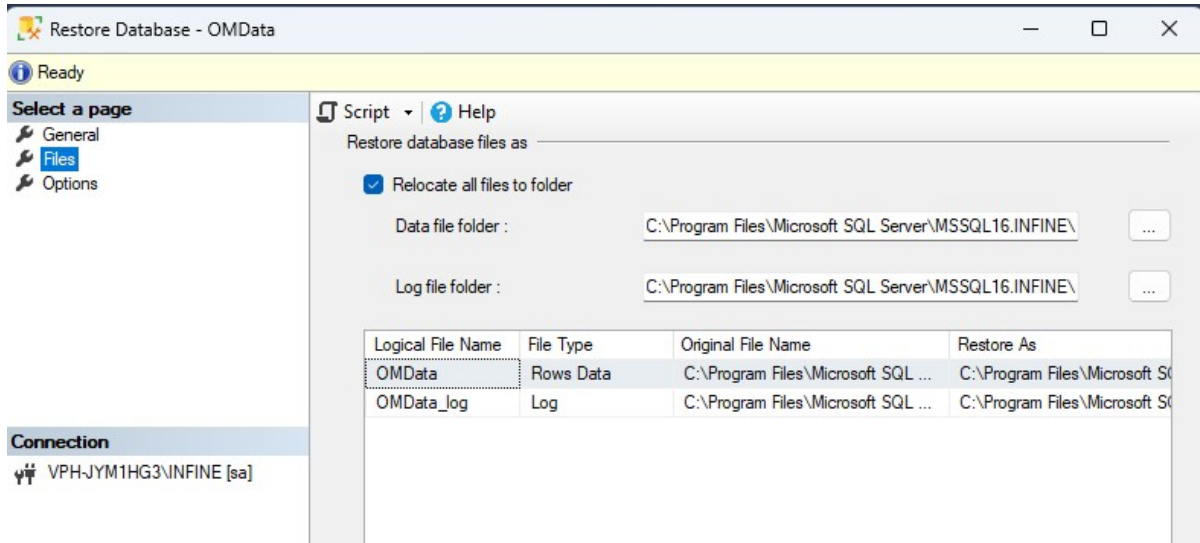 Restore Database - OMData
Ready
Select a page
General
Files
Options
Script Help
Restore database files as
Relocate all files to folder
Data file folder : C:\Program Files\Microsoft SQL Server\MSSQL16.INFINE\ ...
Log file folder : C:\Program Files\Microsoft SQL Server\MSSQL16.INFINE\ ...
Logical File Name File Type Original File Name Restore As
OMData Rows Data C:\Program Files\Microsoft SQL ... C:\Program Files\Microsoft
OMData_log Log C:\Program Files\Microsoft SQL ... C:\Program Files\Microsoft
Connection
VPH-JYM1HG3\INFINE [sa]